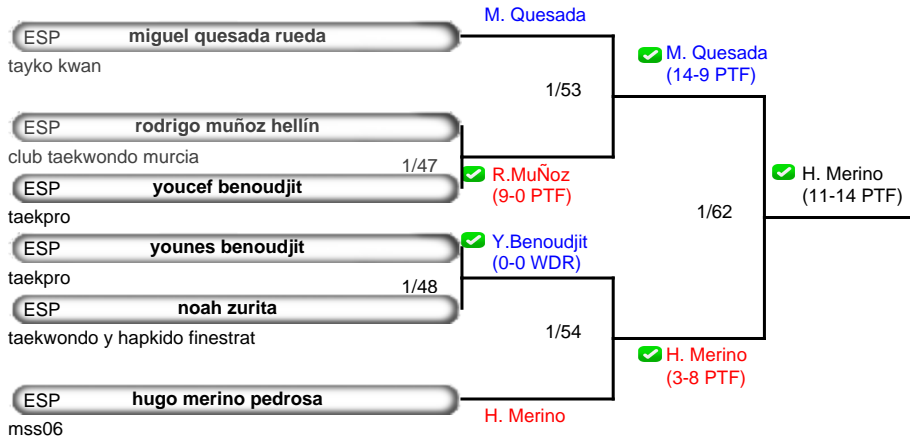 M. Quesada
ESP miguel quesada rueda
tayko kwan
M. Quesada
(14-9 PTF)
1/53
ESP rodrigo muñoz hellín
club taekwondo murcia
1/47
R.MuÑoz
(9-0 PTF)
ESP youcef benoudjit
taekpro
H. Merino
(11-14 PTF)
1/62
ESP younes benoudjit
taekpro
Y.Benoudjit
(0-0 WDR)
1/48
ESP noah zurita
taekwondo y hapkido finestrat
1/54
H. Merino
(3-8 PTF)
ESP hugo merino pedrosa
mss06
H. Merino